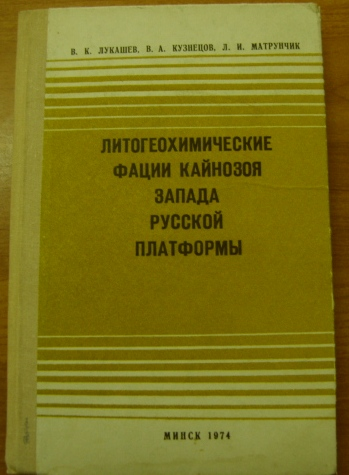 В. К. ЛУКАШЕВ, В. А. КУЗНЕЦОВ, Л. И. МАТРУНЧИК
ЛИТОГЕОХИМИЧЕСКИЕ
ФАЦИИ КАЙНОЗОЯ
ЗАПАДА
РУССКОЙ
ПЛАТФОРМЫ
МИНСК 1974